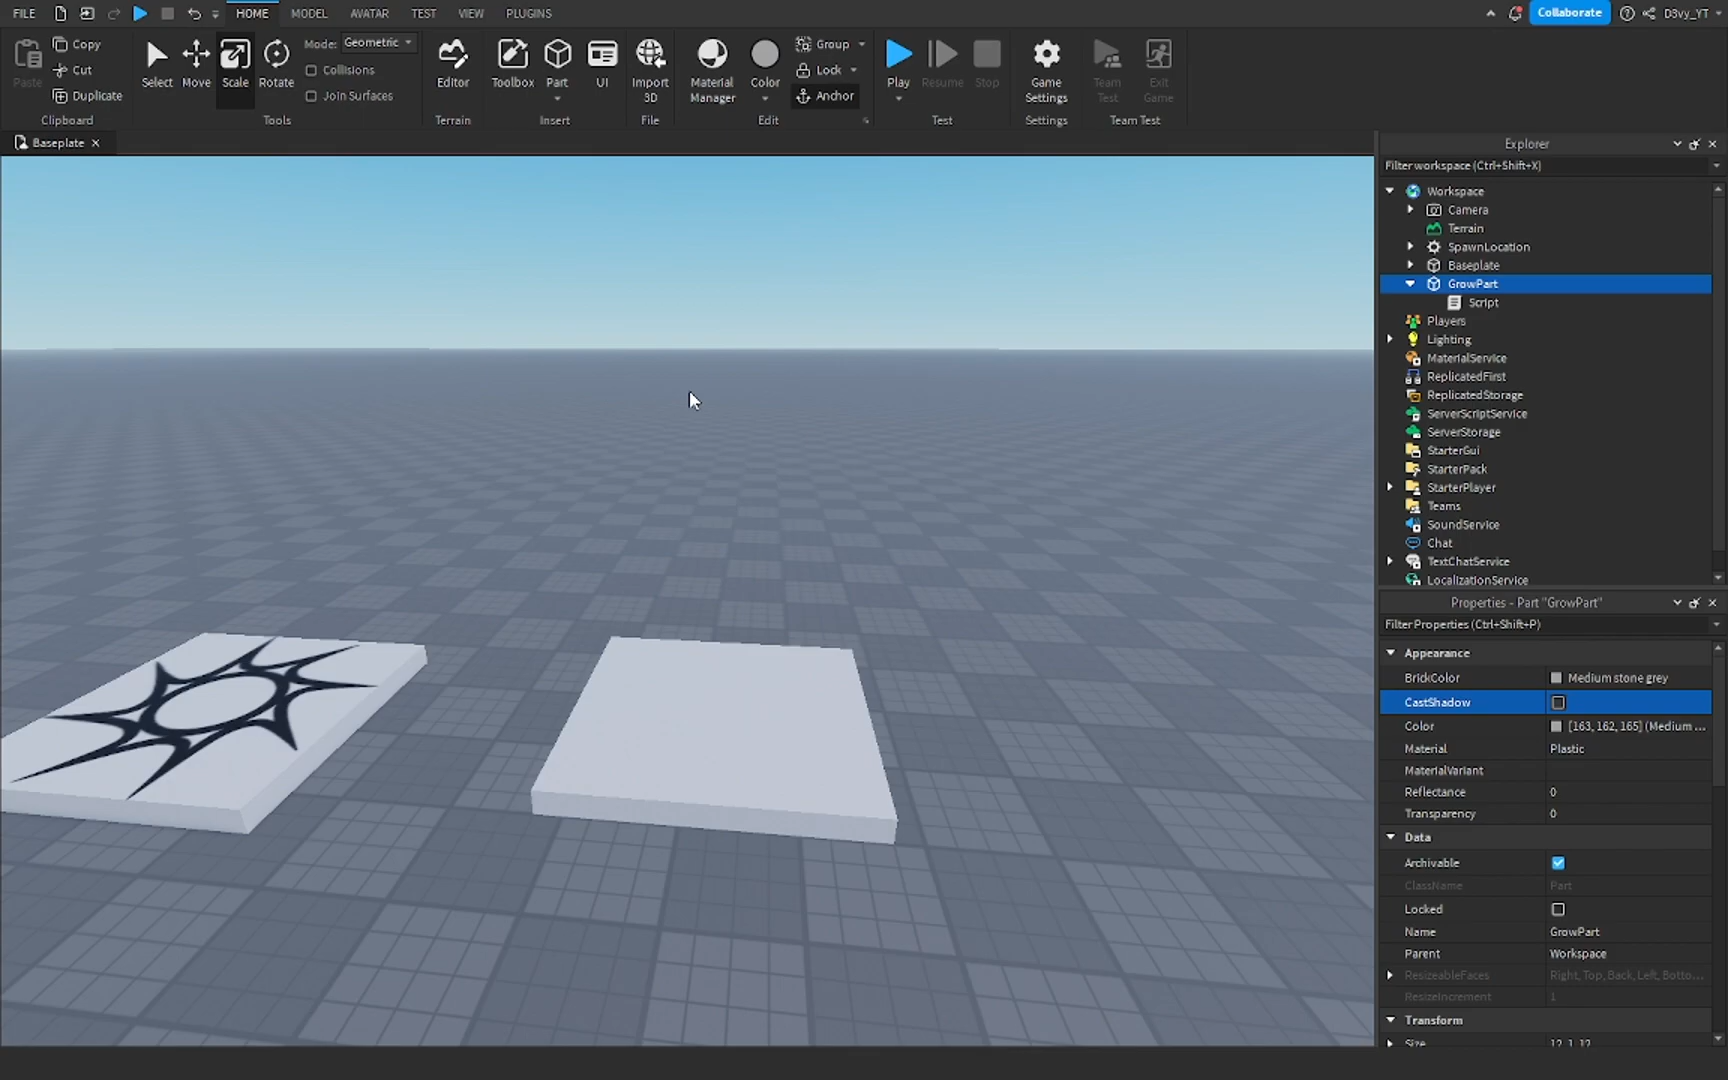 FILE HOME MODEL AVATAR TEST VIEW PLUGINS Collaborate D3vy_YT
Paste Copy Cut Duplicate Clipboard
Select Move Scale Rotate Mode: Geometric Collisions Join Surfaces Tools
Editor Terrain
Toolbox Part UI Insert
Import 3D File
Material Manager Color Group Lock Anchor Edit
Play Resume Stop Test
Game Settings Settings
Team Test Exit Game Team Test
Baseplate
Explorer
Filter workspace (Ctrl+Shift+X)
Workspace
Camera
Terrain
SpawnLocation
Baseplate
GrowPart
Script
Players
Lighting
MaterialService
ReplicatedFirst
ReplicatedStorage
ServerScriptService
ServerStorage
StarterGui
StarterPack
StarterPlayer
Teams
SoundService
Chat
TextChatService
LocalizationService
Properties - Part "GrowPart"
Filter Properties (Ctrl+Shift+P)
Appearance
BrickColor Medium stone grey
CastShadow
Color [163, 162, 165] (Medium ...
Material Plastic
MaterialVariant
Reflectance 0
Transparency 0
Data
Archivable
ClassName Part
Locked
Name GrowPart
Parent Workspace
ResizeableFaces Right, Top, Back, Left, Botto...
ResizeIncrement 1
Transform
Size 12, 1, 12